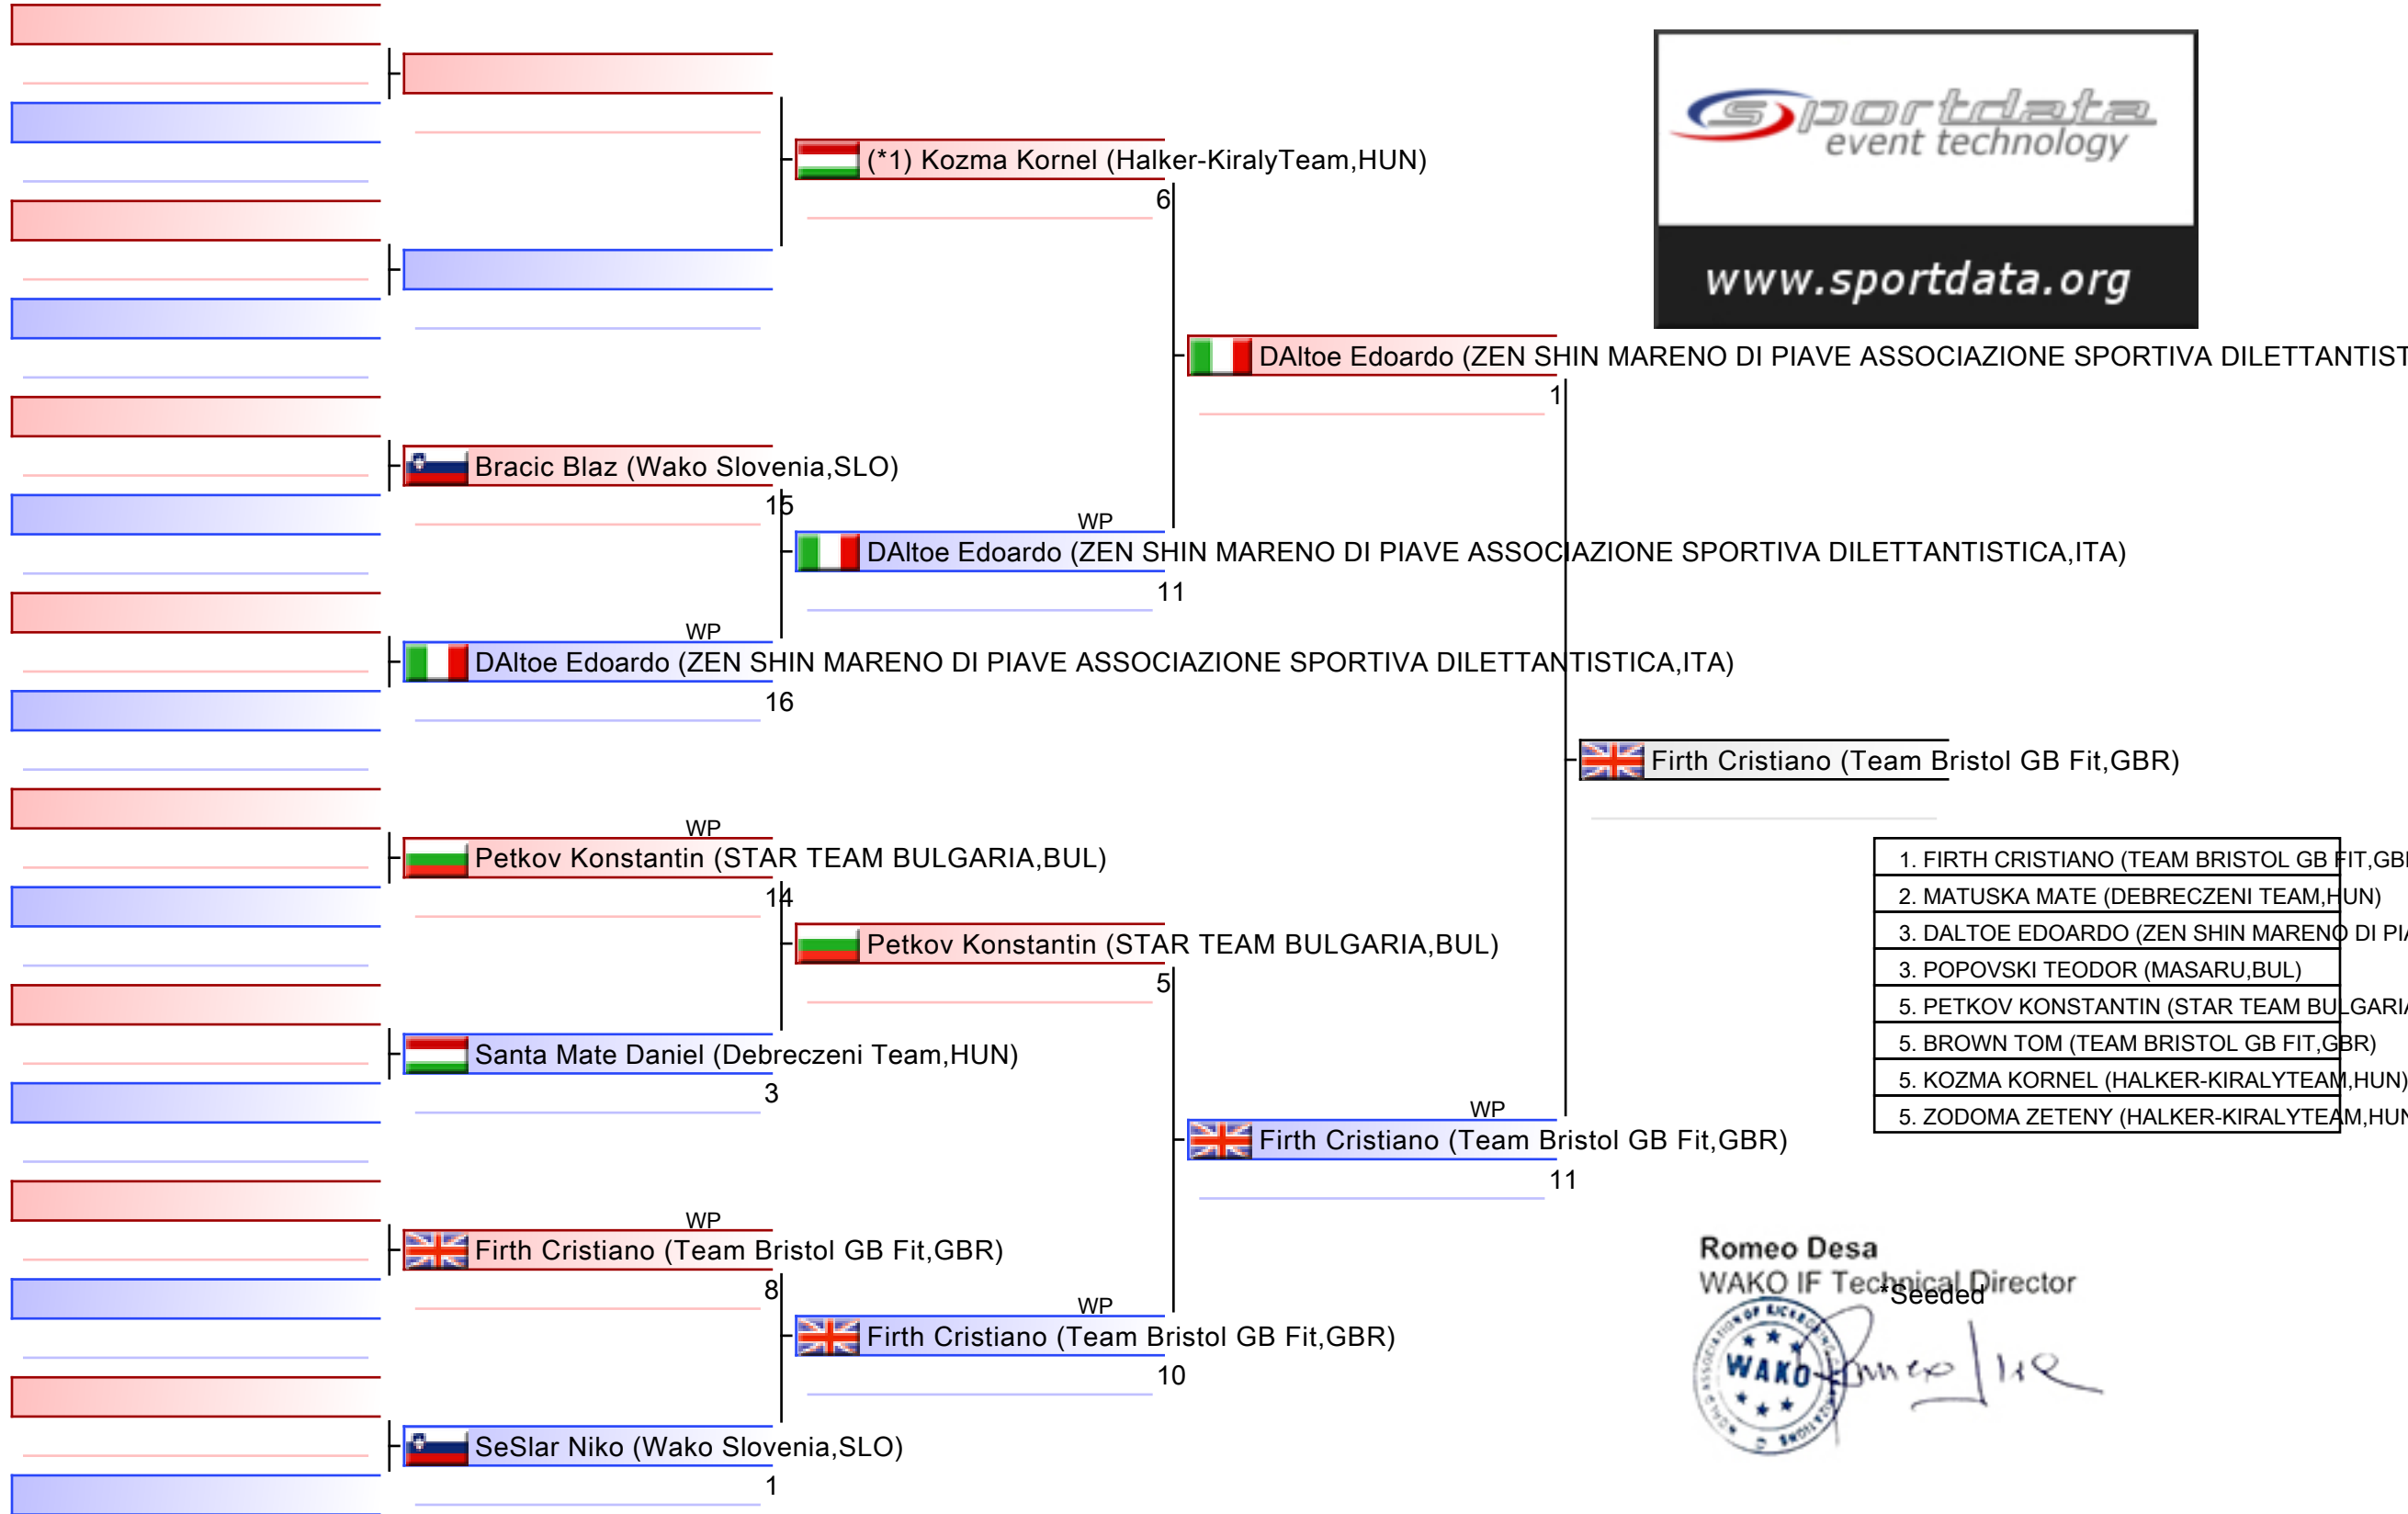 sportdata
event technology
www.sportdata.org
(*1) Kozma Kornel (Halker-KiralyTeam,HUN)
6
DAltoe Edoardo (ZEN SHIN MARENO DI PIAVE ASSOCIAZIONE SPORTIVA DILETTANTIST
1
Bracic Blaz (Wako Slovenia,SLO)
15
WP
DAltoe Edoardo (ZEN SHIN MARENO DI PIAVE ASSOCIAZIONE SPORTIVA DILETTANTISTICA,ITA)
11
WP
DAltoe Edoardo (ZEN SHIN MARENO DI PIAVE ASSOCIAZIONE SPORTIVA DILETTANTISTICA,ITA)
16
Firth Cristiano (Team Bristol GB Fit,GBR)
WP
Petkov Konstantin (STAR TEAM BULGARIA,BUL)
14
Petkov Konstantin (STAR TEAM BULGARIA,BUL)
5
Santa Mate Daniel (Debreczeni Team,HUN)
3
WP
Firth Cristiano (Team Bristol GB Fit,GBR)
11
WP
Firth Cristiano (Team Bristol GB Fit,GBR)
8
WP
Firth Cristiano (Team Bristol GB Fit,GBR)
10
SeSlar Niko (Wako Slovenia,SLO)
1
1. FIRTH CRISTIANO (TEAM BRISTOL GB FIT,GB
2. MATUSKA MATE (DEBRECZENI TEAM,HUN)
3. DALTOE EDOARDO (ZEN SHIN MARENO DI PI
3. POPOVSKI TEODOR (MASARU,BUL)
5. PETKOV KONSTANTIN (STAR TEAM BULGARIA
5. BROWN TOM (TEAM BRISTOL GB FIT,GBR)
5. KOZMA KORNEL (HALKER-KIRALYTEAM,HUN)
5. ZODOMA ZETENY (HALKER-KIRALYTEAM,HUN
Romeo Desa
WAKO IF Technical Director
*Seeded
WAKO